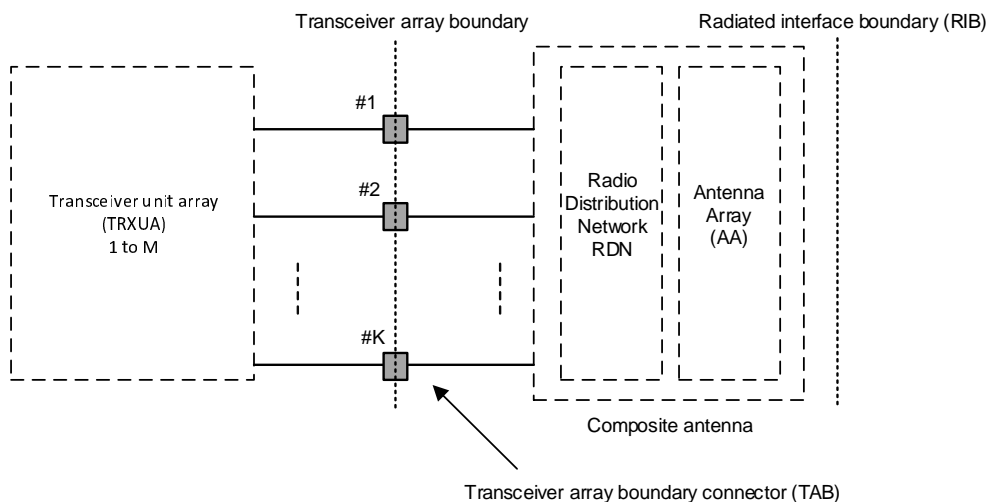 Transceiver array boundary
Radiated interface boundary (RIB)
#1
#2
#K
Transceiver unit array
(TRXUA)
1 to M
Radio
Distribution
Network
RDN
Antenna
Array
(AA)
Composite antenna
Transceiver array boundary connector (TAB)